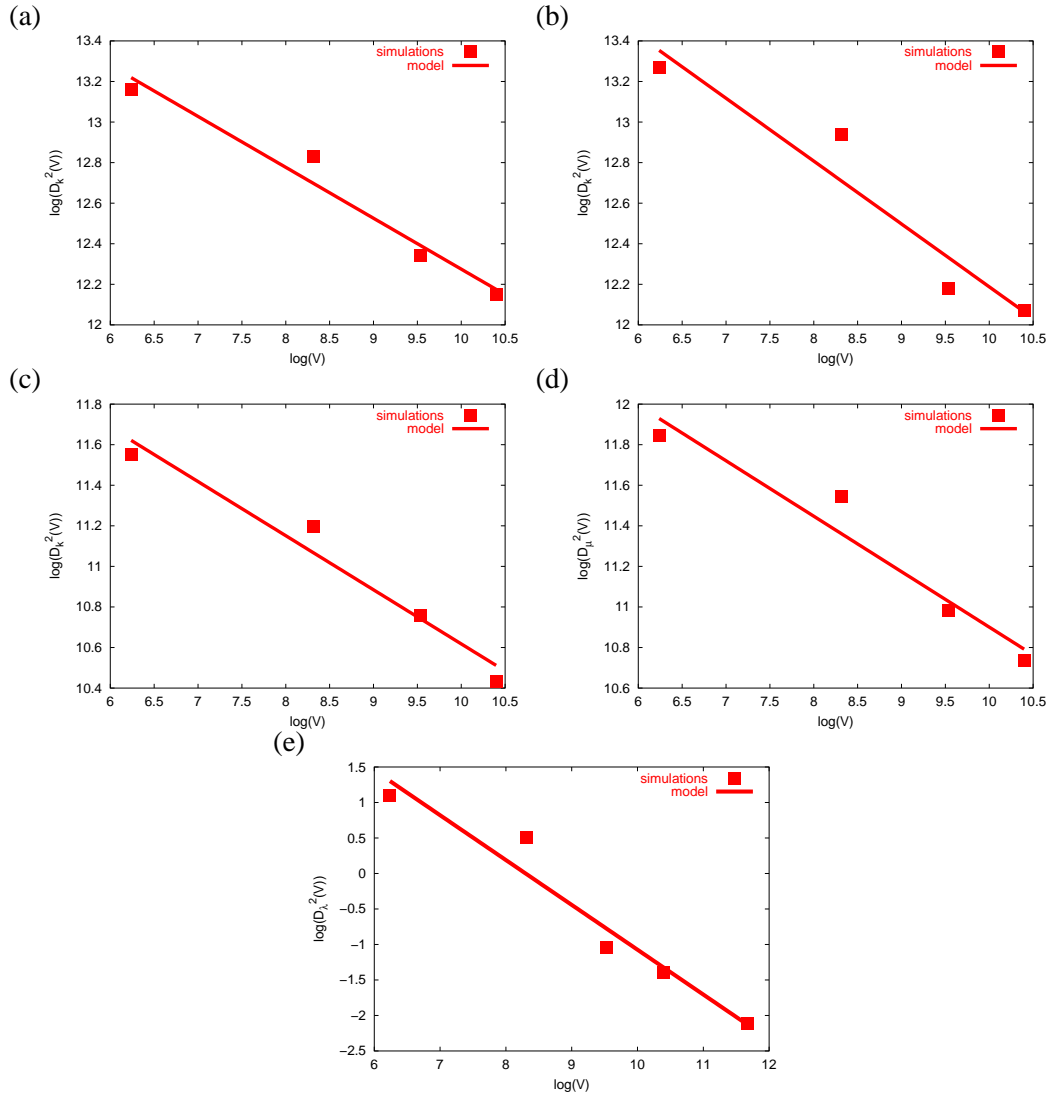 (a)
13.4
13.2
13
12.8
12.6
12.4
12.2
12
6 6.5 7 7.5 8 8.5 9 9.5 10 10.5
log(D_k^2(V))
log(V)
simulations
model
(b)
13.4
13.2
13
12.8
12.6
12.4
12.2
12
6 6.5 7 7.5 8 8.5 9 9.5 10 10.5
log(D_k^2(V))
log(V)
simulations
model
(c)
11.8
11.6
11.4
11.2
11
10.8
10.6
10.4
6 6.5 7 7.5 8 8.5 9 9.5 10 10.5
log(D_k^2(V))
log(V)
simulations
model
(d)
12
11.8
11.6
11.4
11.2
11
10.8
10.6
6 6.5 7 7.5 8 8.5 9 9.5 10 10.5
log(D_μ^2(V))
log(V)
simulations
model
(e)
1.5
1
0.5
0
−0.5
−1
−1.5
−2
−2.5
6 7 8 9 10 11 12
log(D_λ^2(V))
log(V)
simulations
model